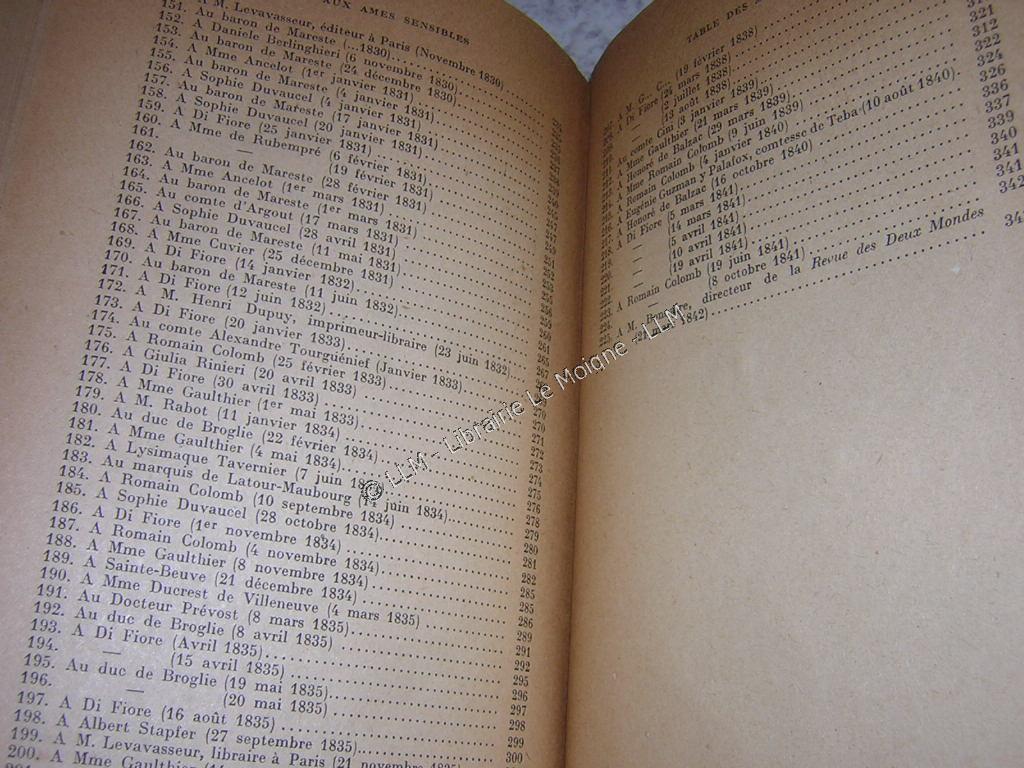 AUX AMES SENSIBLES
A M. Levavasseur, éditeur à Paris (Novembre 1830)
151. Au baron de Mareste (...1830)
152. A Daniele Berlinghieri (6 novembre 1830)
153. Au baron de Mareste (24 décembre 1830)
154. A Mme Ancelot (1er janvier 1831)
155. Au baron de Mareste (4 janvier 1831)
156. A Sophie Duvaucel (4 janvier 1831)
157. Au baron de Mareste (17 janvier 1831)
158. A Sophie Duvaucel (20 janvier 1831)
159. A Di Fiore (25 janvier 1831)
160. A Mme de Rubempré (6 février 1831)
161. — (19 février 1831)
162. Au baron de Mareste (28 février 1831)
163. A Mme Ancelot (1er mars 1831)
164. Au baron de Mareste (1er mars 1831)
165. Au comte d'Argout (17 mars 1831)
166. A Sophie Duvaucel (28 avril 1831)
167. Au baron de Mareste (11 mai 1831)
168. A Mme Cuvier (25 décembre 1831)
169. A Di Fiore (14 janvier 1832)
170. Au baron de Mareste (11 juin 1832)
171. A Di Fiore (12 juin 1832)
172. A M. Henri Dupuy, imprimeur-libraire (23 juin 1832)
173. A Di Fiore (20 janvier 1833)
174. Au comte Alexandre Tourguénief (Janvier 1833)
175. A Romain Colomb (25 février 1833)
176. A Giulia Rinieri (20 avril 1833)
177. A Di Fiore (30 avril 1833)
178. A Mme Gaulthier (1er mai 1833)
179. A M. Rabot (11 janvier 1834)
180. Au duc de Broglie (22 février 1834)
181. A Mme Gaulthier (4 mai 1834)
182. A Lysimaque Tavernier (7 juin 1834)
183. Au marquis de Latour-Maubourg (14 juin 1834)
184. A Romain Colomb (10 septembre 1834)
185. A Sophie Duvaucel (28 octobre 1834)
186. A Di Fiore (1er novembre 1834)
187. A Romain Colomb (4 novembre 1834)
188. A Mme Gaulthier (8 novembre 1834)
189. A Sainte-Beuve (21 décembre 1834)
190. A Mme Ducrest de Villeneuve (4 mars 1835)
191. Au Docteur Prévost (8 mars 1835)
192. Au duc de Broglie (8 avril 1835)
193. A Di Fiore (Avril 1835)
194. — (15 avril 1835)
195. Au duc de Broglie (19 mai 1835)
196. — (20 mai 1835)
197. A Di Fiore (16 août 1835)
198. A Albert Stapfer (27 septembre 1835)
199. A M. Levavasseur, libraire à Paris (21 novembre 1835)
200. A Mme Gaulthier
TABLE DES
A M. G... C... (19 février 1838)
A Di Fiore (24 mars 1838)
— (2 juillet 1838)
— (12 août 1838)
Au comte Cini (3 janvier 1839)
A Mme Gaulthier (21 mars 1839)
A Honoré de Balzac (29 mars 1839)
A Mme Romain Colomb (9 juin 1839)
A Romain Colomb (4 janvier 1840)
A Eugénie Guzman y Palafox, comtesse de Teba (10 août 1840)
A Honoré de Balzac (16 octobre 1840)
A Di Fiore (5 mars 1841)
— (14 mars 1841)
— (5 avril 1841)
— (10 avril 1841)
— (19 avril 1841)
A Romain Colomb (19 juin 1841)
— (8 octobre 1841)
A M. directeur de la Revue des Deux Mondes
(21 1842)
© LLM - Librairie Le Moigne - LLM